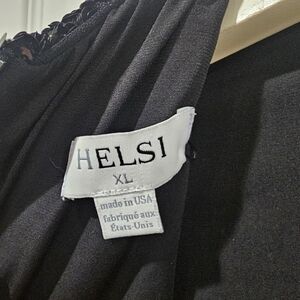 HELSI
XL
made in USA
fabriqué aux
États-Unis